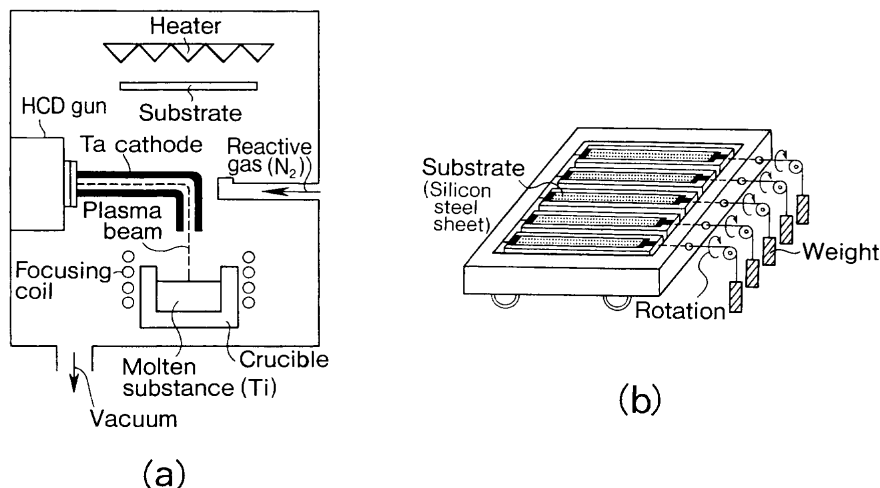 Heater
Substrate
HCD gun
Ta cathode
Reactive
gas (N₂)
Plasma
beam
Focusing
coil
Crucible
Molten
substance (Ti)
Vacuum
(a)
Substrate
(Silicon
steel
sheet)
Weight
Rotation
(b)